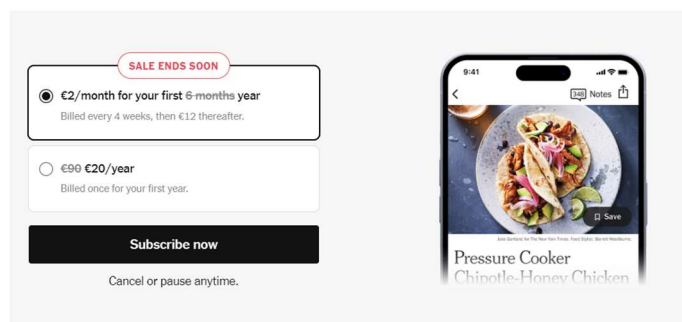 SALE ENDS SOON
€2/month for your first 6 months year
Billed every 4 weeks, then €12 thereafter.
€90 €20/year
Billed once for your first year.
Subscribe now
Cancel or pause anytime.
9:41
348 Notes
Save
Pressure Cooker
Chipotle-Honey Chicken